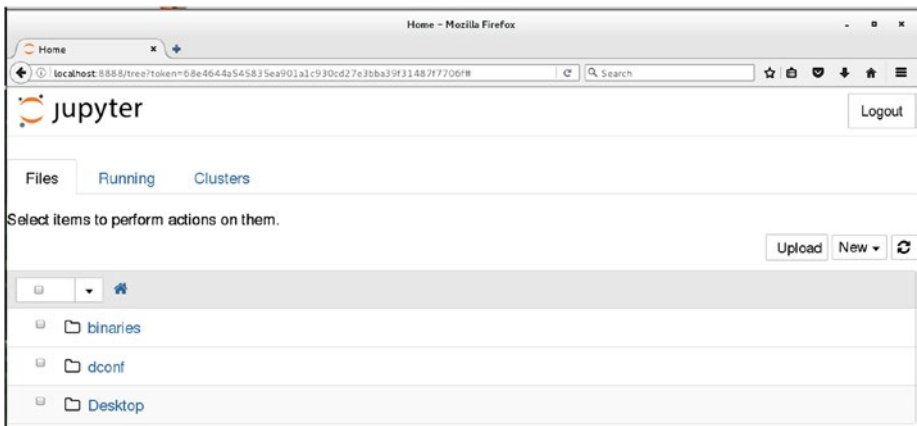 Home - Mozilla Firefox
Home
localhost:8888/tree?token=68e4644a545835ea901a1c930cd27e3bba39f31487f7706f#
Search
jupyter
Logout
Files Running Clusters
Select items to perform actions on them.
Upload New
binaries
dconf
Desktop